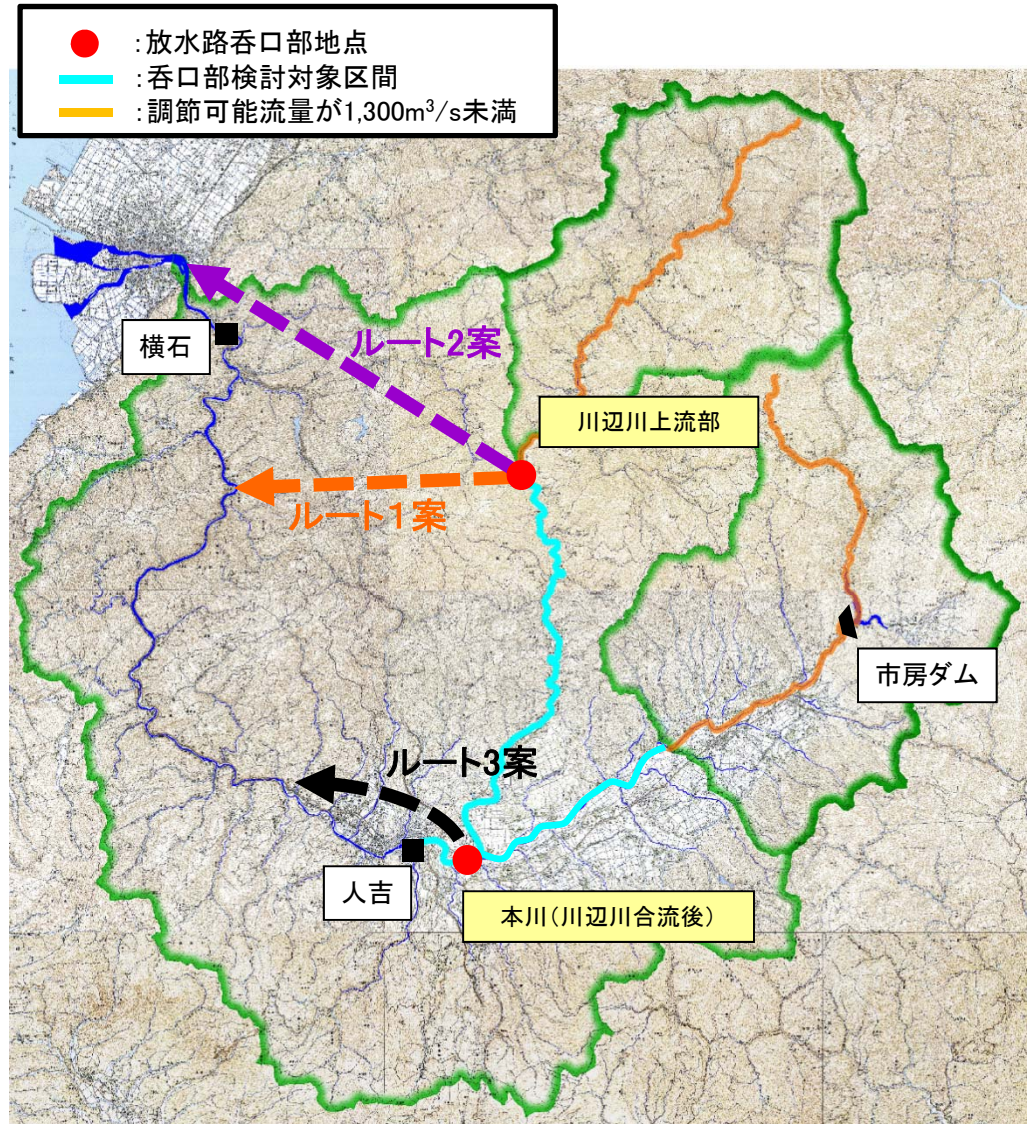 ：放水路呑口部地点
：呑口部検討対象区間
：調節可能流量が1,300m³/s未満
横石
ルート2案
川辺川上流部
ルート1案
市房ダム
ルート3案
人吉
本川（川辺川合流後）